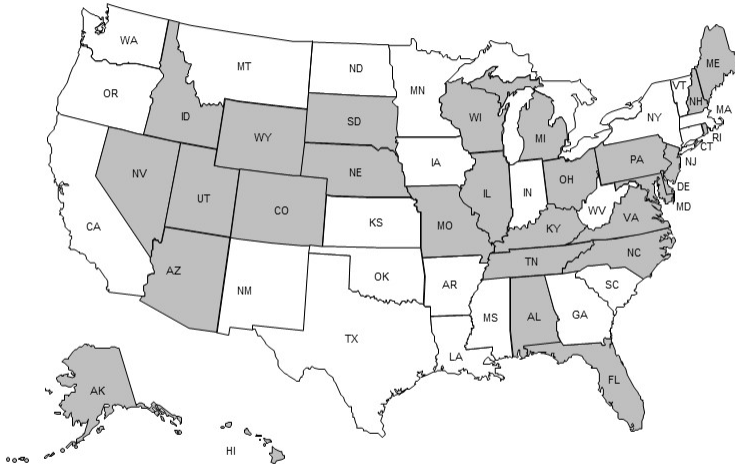 WA
MT
ND
MN
ME
VT
NH
MA
NY
RI
CT
OR
ID
SD
WI
MI
WY
IA
NE
PA
NJ
OH
DE
MD
NV
UT
CO
IL
IN
WV
VA
CA
KS
MO
KY
NC
TN
AZ
NM
OK
AR
SC
MS
AL
GA
TX
LA
FL
AK
HI